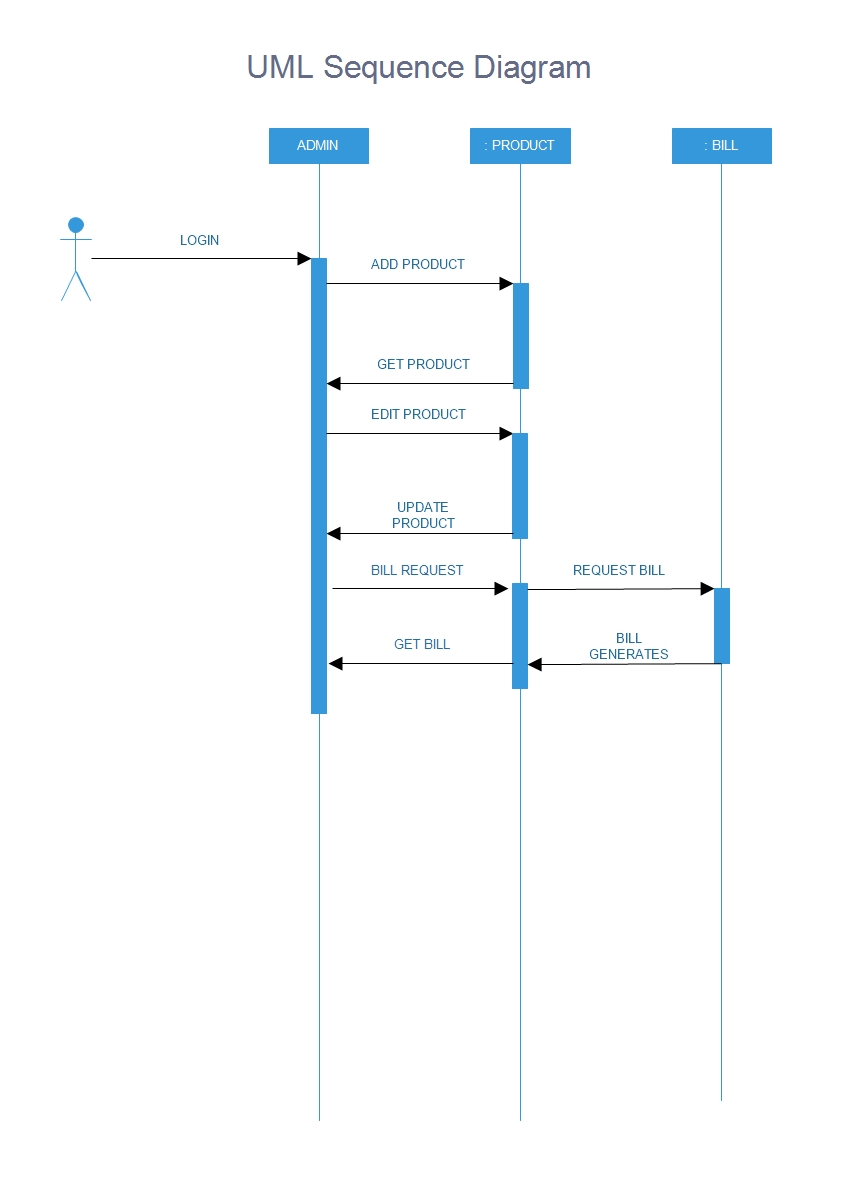 UML Sequence Diagram
ADMIN
: PRODUCT
: BILL
LOGIN
ADD PRODUCT
GET PRODUCT
EDIT PRODUCT
UPDATE
PRODUCT
BILL REQUEST
REQUEST BILL
GET BILL
BILL
GENERATES